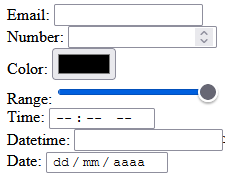 Email:
Number:
Color:
Range:
Time: --:-- --
Datetime: :
Date: dd/mm/aaaa